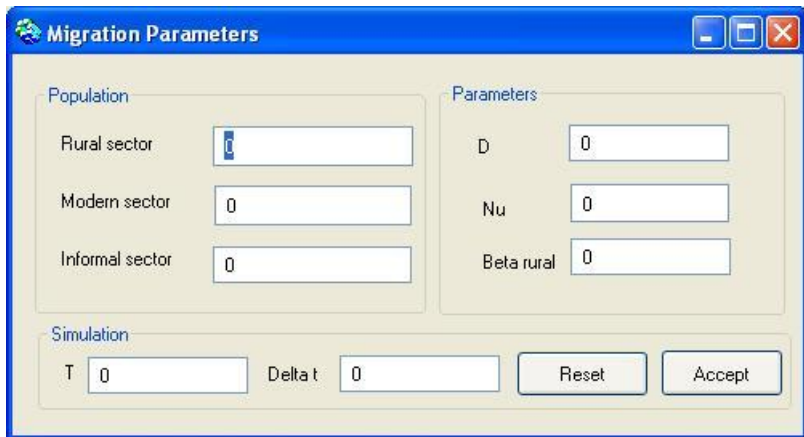 Migration Parameters
Population
Rural sector 0
Modern sector 0
Informal sector 0
Parameters
D 0
Nu 0
Beta rural 0
Simulation
T 0 Delta t 0 Reset Accept